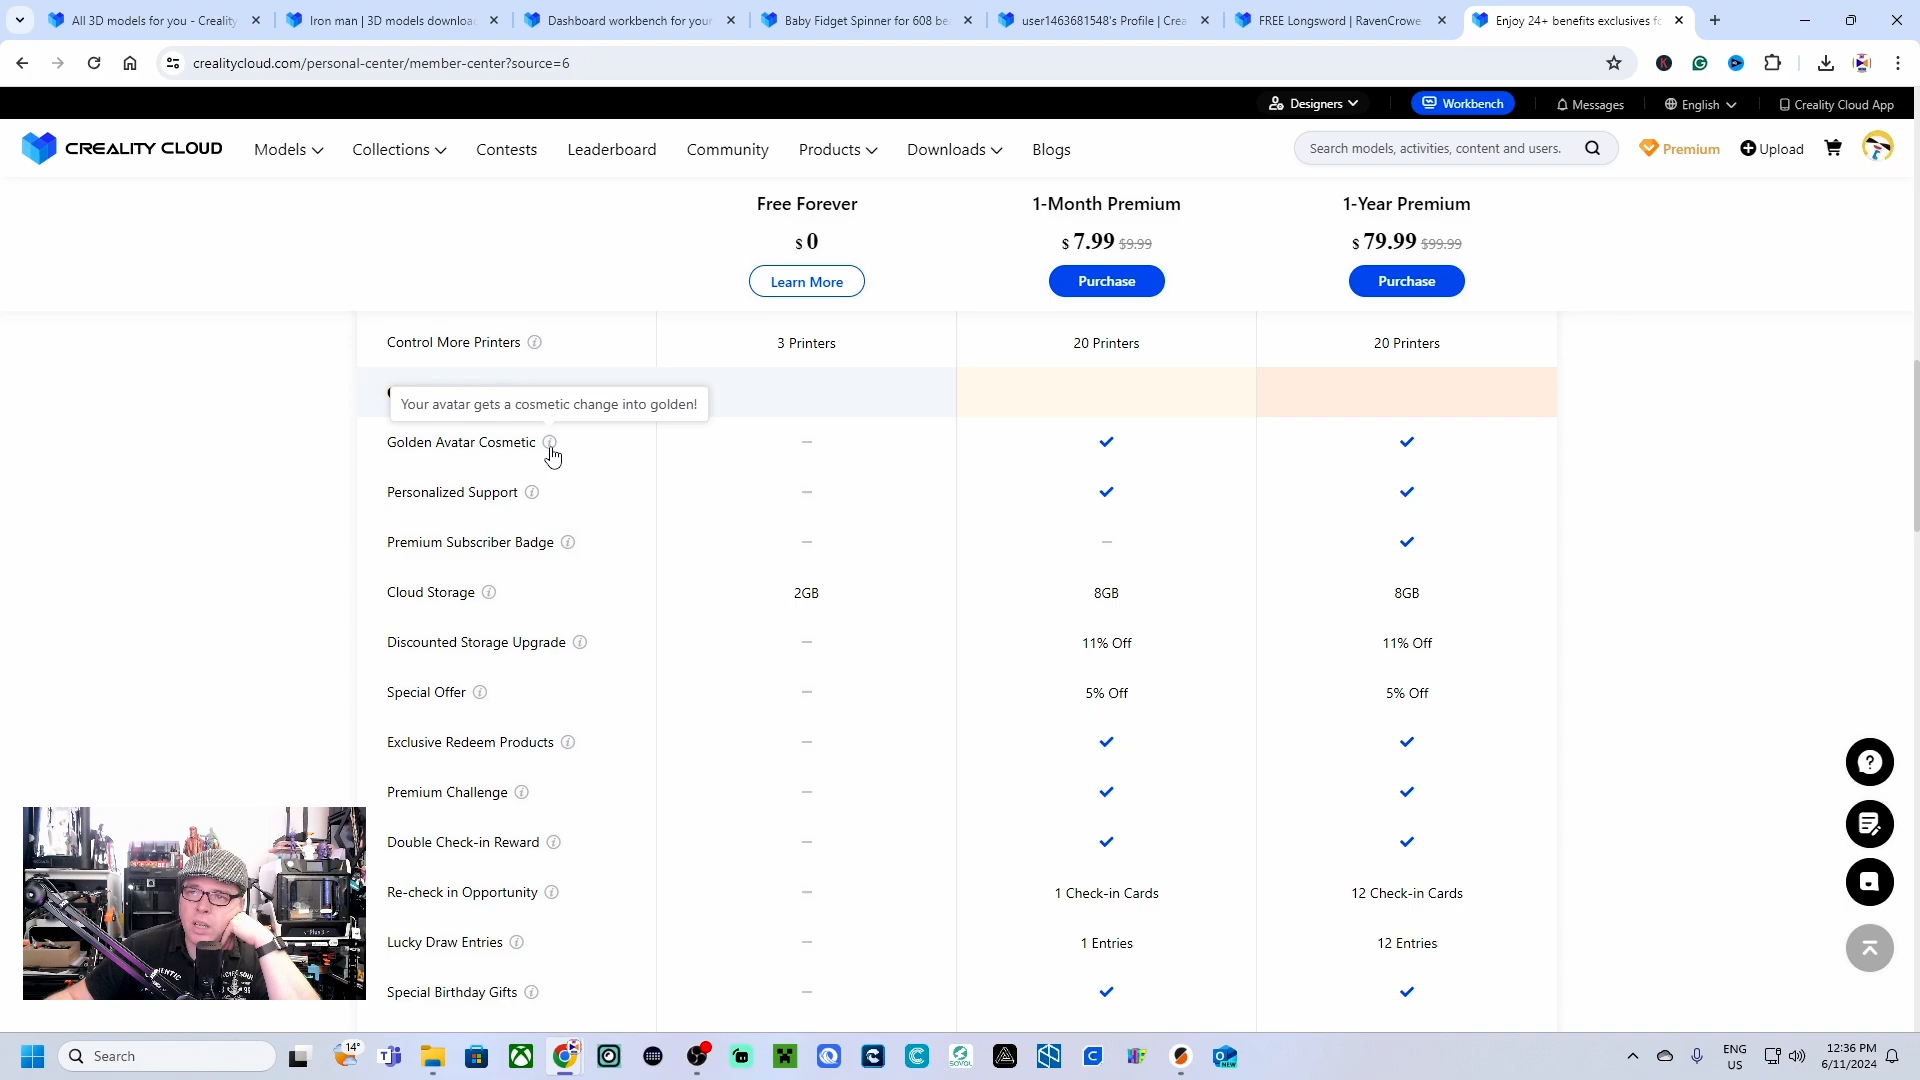 All 3D models for you - Creality
Iron man | 3D models downloa
Dashboard workbench for your
Baby Fidget Spinner for 608 be
user1463681548's Profile | Crea
FREE Longsword | RavenCrowe
Enjoy 24+ benefits exclusives fo
crealitycloud.com/personal-center/member-center?source=6
Designers
Workbench
Messages
English
Creality Cloud App
CREALITY CLOUD
Models
Collections
Contests
Leaderboard
Community
Products
Downloads
Blogs
Search models, activities, content and users.
Premium
Upload
Free Forever
1-Month Premium
1-Year Premium
$ 0
$ 7.99 $9.99
$ 79.99 $99.99
Learn More
Purchase
Purchase
Control More Printers
3 Printers
20 Printers
20 Printers
Your avatar gets a cosmetic change into golden!
Golden Avatar Cosmetic
Personalized Support
Premium Subscriber Badge
Cloud Storage
2GB
8GB
8GB
Discounted Storage Upgrade
11% Off
11% Off
Special Offer
5% Off
5% Off
Exclusive Redeem Products
Premium Challenge
Double Check-in Reward
Re-check in Opportunity
1 Check-in Cards
12 Check-in Cards
Lucky Draw Entries
1 Entries
12 Entries
Special Birthday Gifts
Search
14°
ENG
US
12:36 PM
6/11/2024